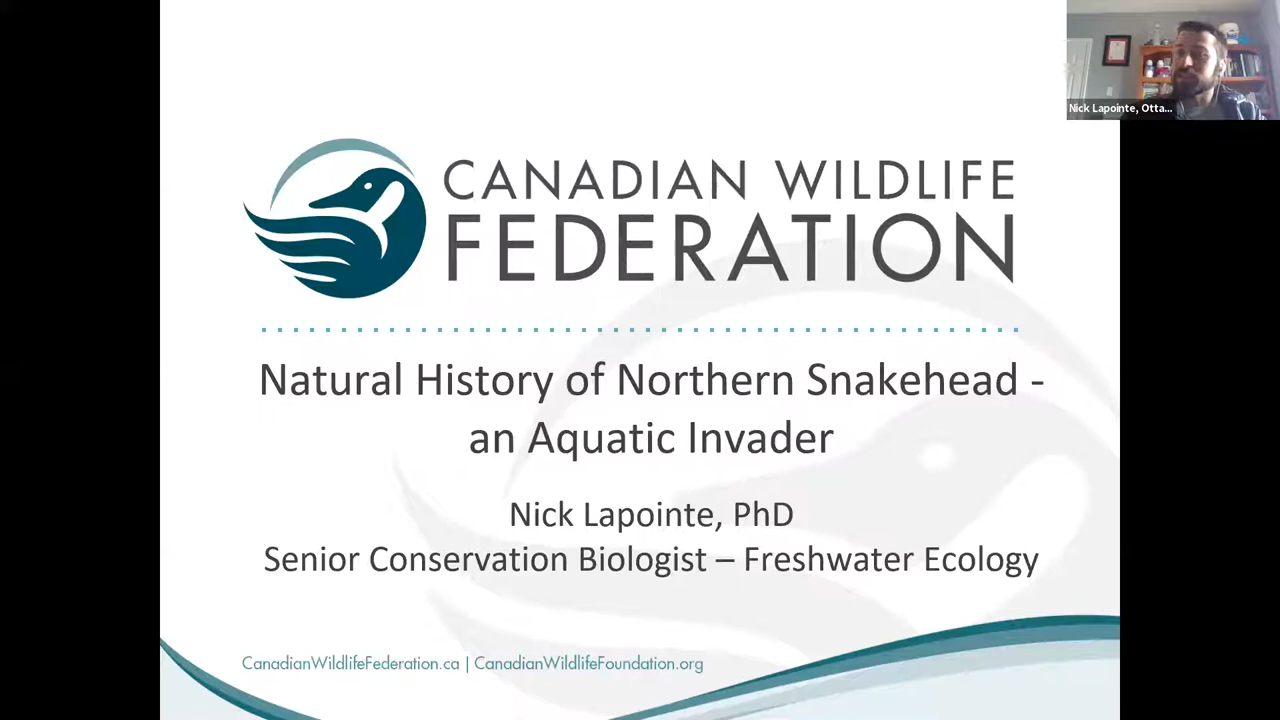 Nick Lapointe, Otta...
CANADIAN WILDLIFE
FEDERATION
Natural History of Northern Snakehead -
an Aquatic Invader
Nick Lapointe, PhD
Senior Conservation Biologist – Freshwater Ecology
CanadianWildlifeFederation.ca | CanadianWildlifeFoundation.org